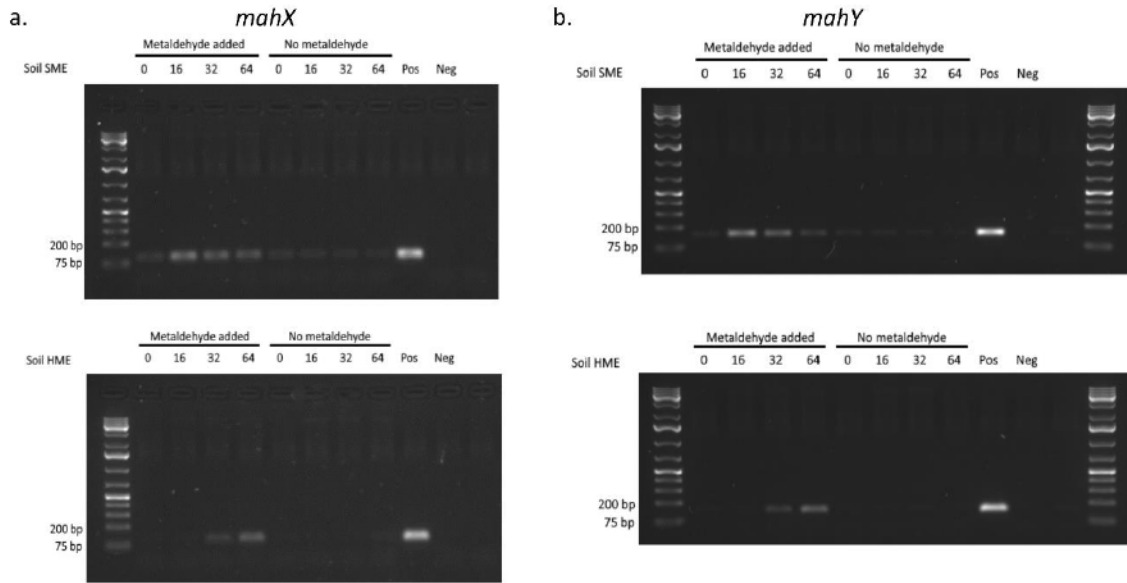 a.
mahX
Metaldehyde added No metaldehyde
Soil SME 0 16 32 64 0 16 32 64 Pos Neg
200 bp
75 bp
Metaldehyde added No metaldehyde
Soil HME 0 16 32 64 0 16 32 64 Pos Neg
200 bp
75 bp
b.
mahY
Metaldehyde added No metaldehyde
Soil SME 0 16 32 64 0 16 32 64 Pos Neg
200 bp
75 bp
Metaldehyde added No metaldehyde
Soil HME 0 16 32 64 0 16 32 64 Pos Neg
200 bp
75 bp